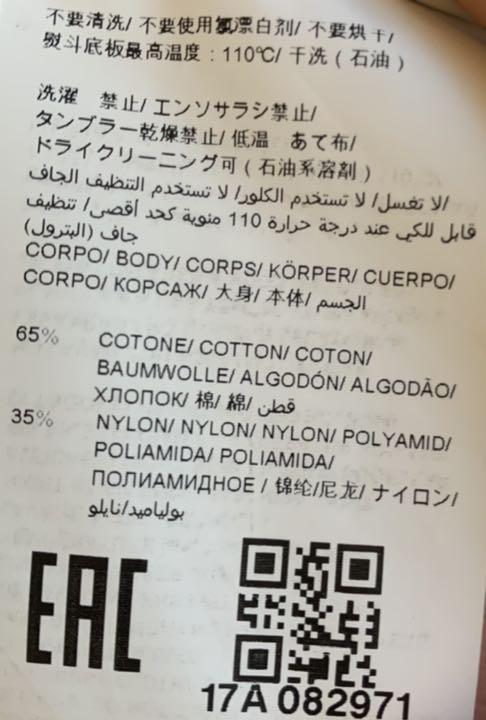 不要清洗/ 不要使用氯漂白剂/ 不要烘干/
熨斗底板最高温度：110℃/ 干洗（石油）
洗濯 禁止/ エンソサラシ禁止/
タンブラー乾燥禁止/ 低温 あて布/
ドライクリーニング可（石油系溶剤）
لا تغسل/ لا تستخدم الكلور/ لا تستخدم التنظيف الجاف/
قابل للكي عند درجة حرارة 110 مئوية كحد أقصى/ تنظيف
جاف (البترول)
CORPO/ BODY/ CORPS/ KÖRPER/ CUERPO/
CORPO/ КОРСАЖ/ 大身/ 本体/ الجسم
65% COTONE/ COTTON/ COTON/
BAUMWOLLE/ ALGODÓN/ ALGODÃO/
ХЛОПОК/ 棉/ 綿/ قطن
35% NYLON/ NYLON/ NYLON/ POLYAMID/
POLIAMIDA/ POLIAMIDA/
ПОЛИАМИДНОЕ / 锦纶/尼龙/ ナイロン/
بولياميد/نايلو
EAC
17A 082971